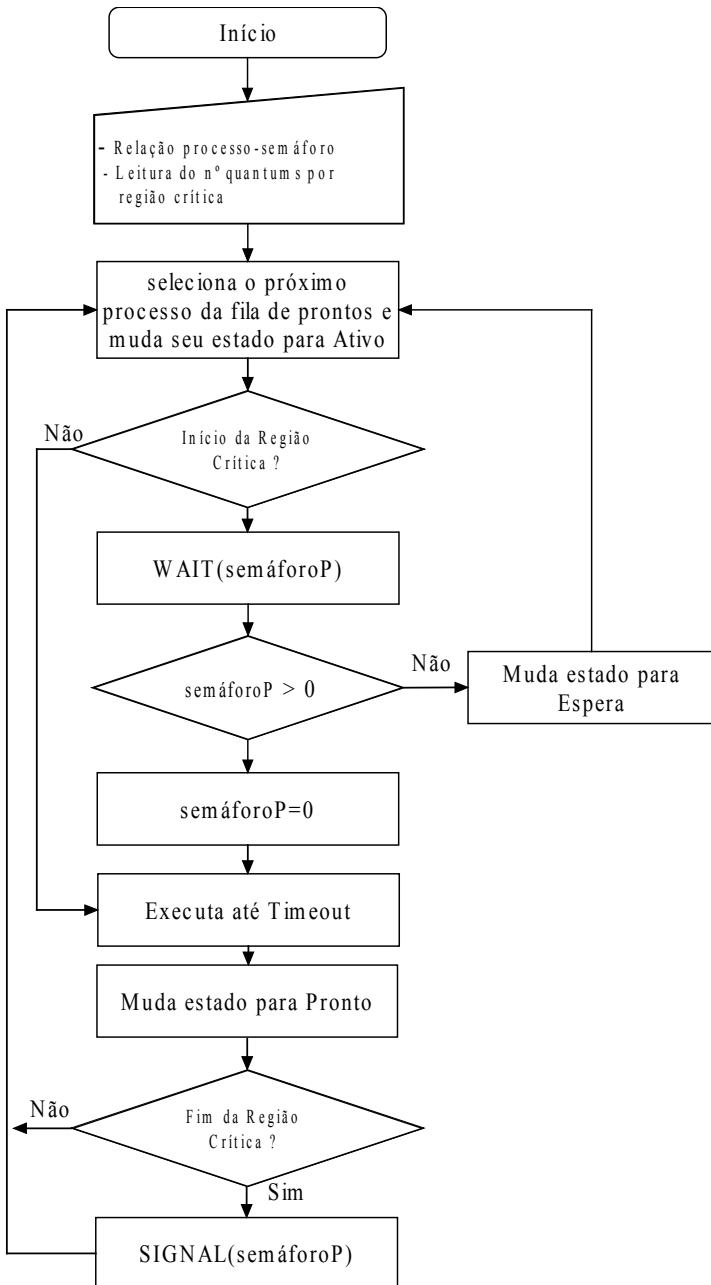 Início
- Relação processo-semáforo
- Leitura do nº quantums por
região crítica
seleciona o próximo
processo da fila de prontos e
muda seu estado para Ativo
Não
Início da Região
Crítica ?
WAIT(semáforoP)
semáforoP > 0
Não
Muda estado para
Espera
semáforoP=0
Executa até Timeout
Muda estado para Pronto
Não
Fim da Região
Crítica ?
Sim
SIGNAL(semáforoP)